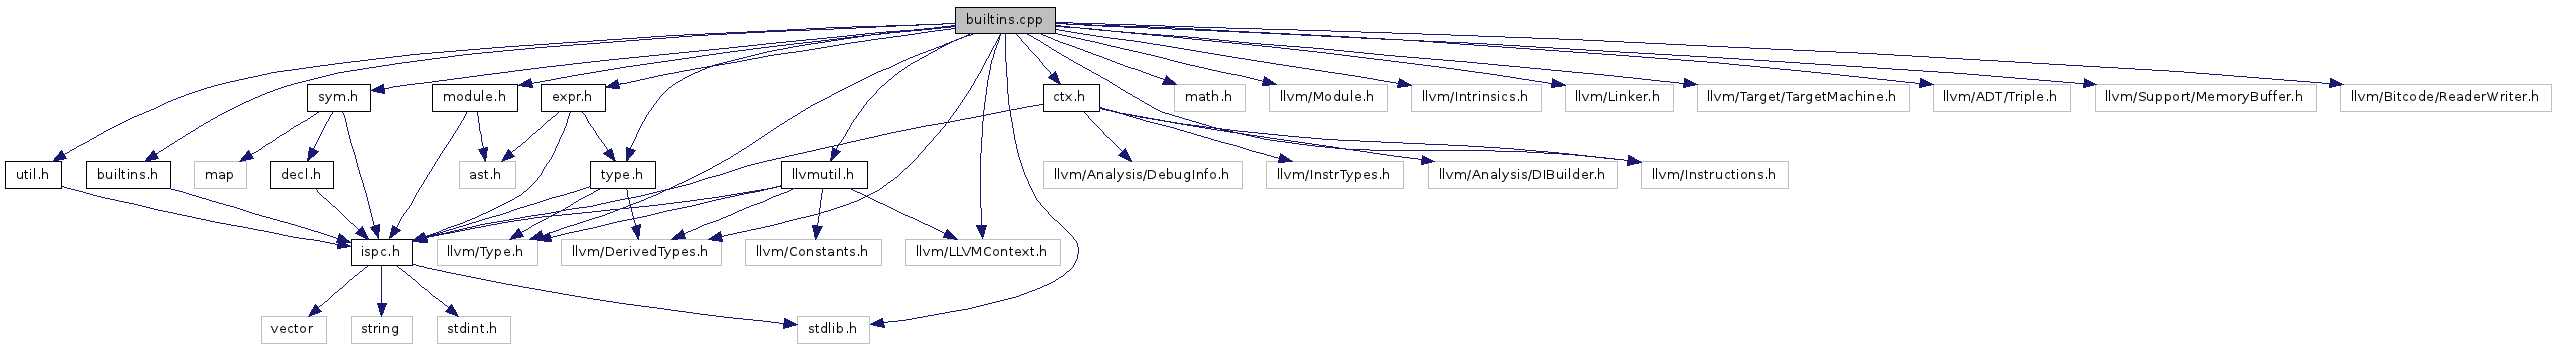 builtins.cpp
sym.h
module.h
expr.h
ctx.h
math.h
llvm/Module.h
llvm/Intrinsics.h
llvm/Linker.h
llvm/Target/TargetMachine.h
llvm/ADT/Triple.h
llvm/Support/MemoryBuffer.h
llvm/Bitcode/ReaderWriter.h
util.h
builtins.h
map
decl.h
ast.h
type.h
llvmutil.h
llvm/Analysis/DebugInfo.h
llvm/InstrTypes.h
llvm/Analysis/DIBuilder.h
llvm/Instructions.h
ispc.h
llvm/Type.h
llvm/DerivedTypes.h
llvm/Constants.h
llvm/LLVMContext.h
vector
string
stdint.h
stdlib.h